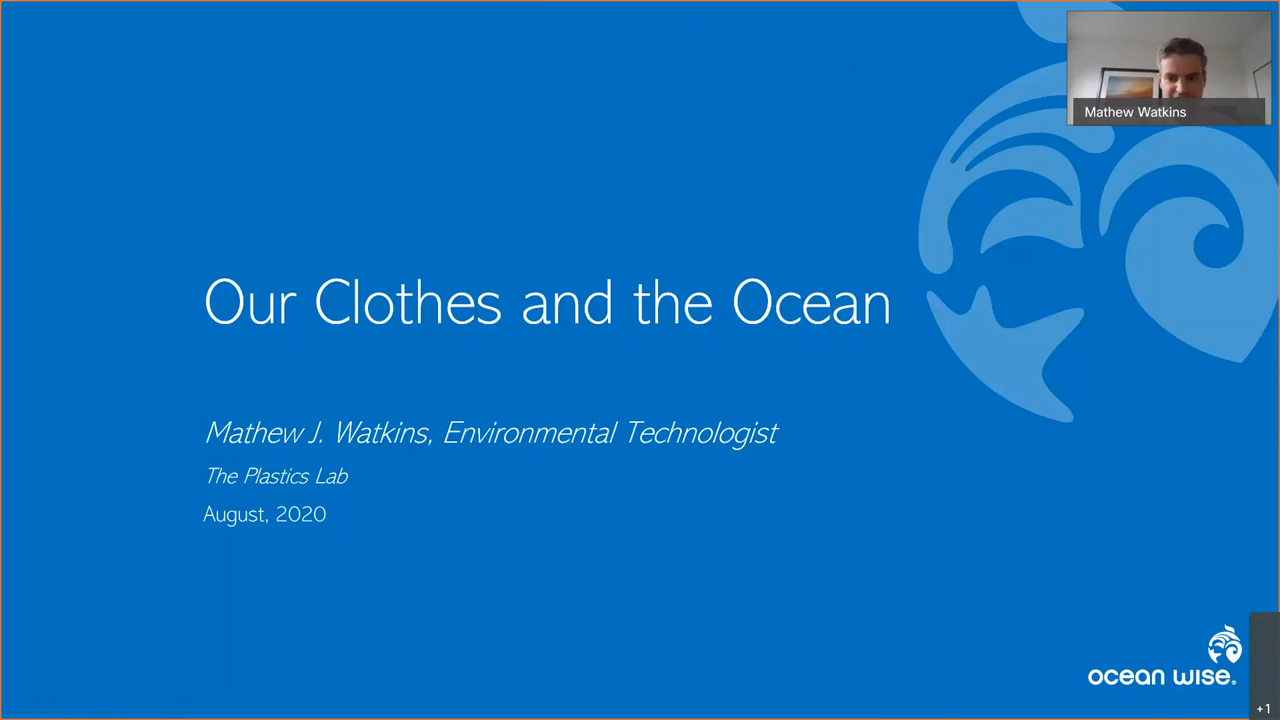 Mathew Watkins
Our Clothes and the Ocean
Mathew J. Watkins, Environmental Technologist
The Plastics Lab
August, 2020
ocean wise.
+1